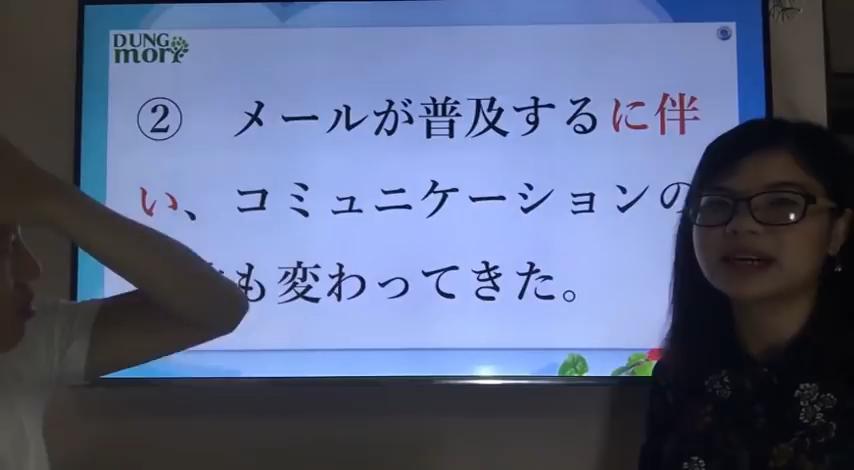 DUNG
mori
② メールが普及するに伴
い、コミュニケーションの
も変わってきた。